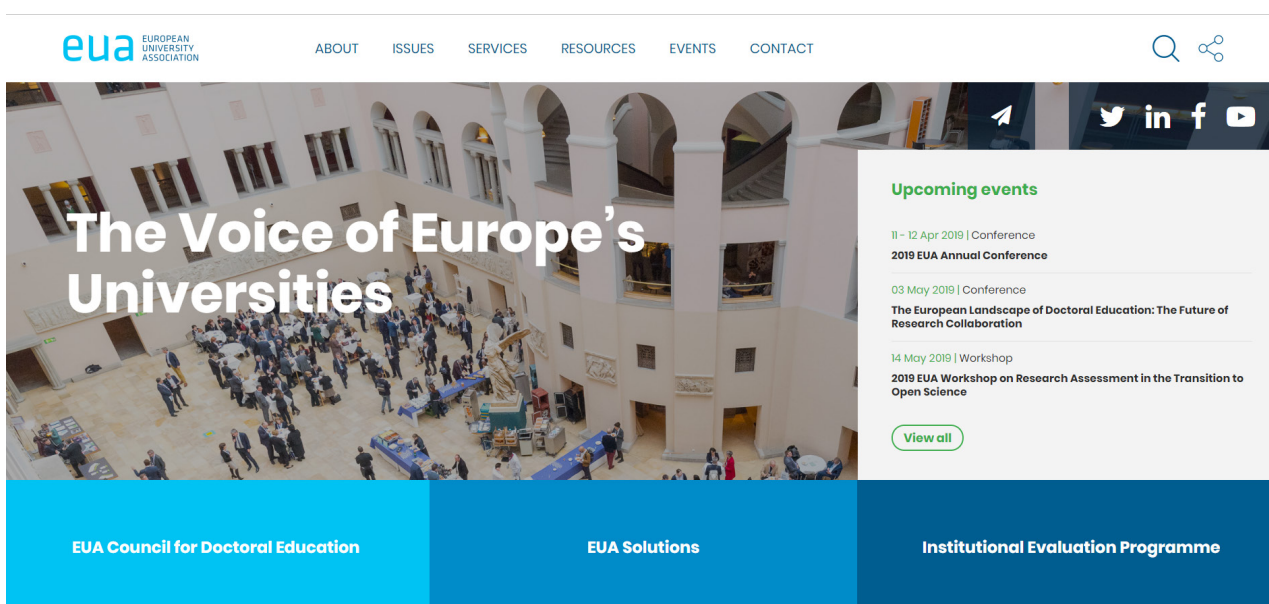 eua EUROPEAN
UNIVERSITY
ASSOCIATION
ABOUT ISSUES SERVICES RESOURCES EVENTS CONTACT
The Voice of Europe’s
Universities
Upcoming events
11 - 12 Apr 2019 | Conference
2019 EUA Annual Conference
03 May 2019 | Conference
The European Landscape of Doctoral Education: The Future of
Research Collaboration
14 May 2019 | Workshop
2019 EUA Workshop on Research Assessment in the Transition to
Open Science
View all
EUA Council for Doctoral Education
EUA Solutions
Institutional Evaluation Programme